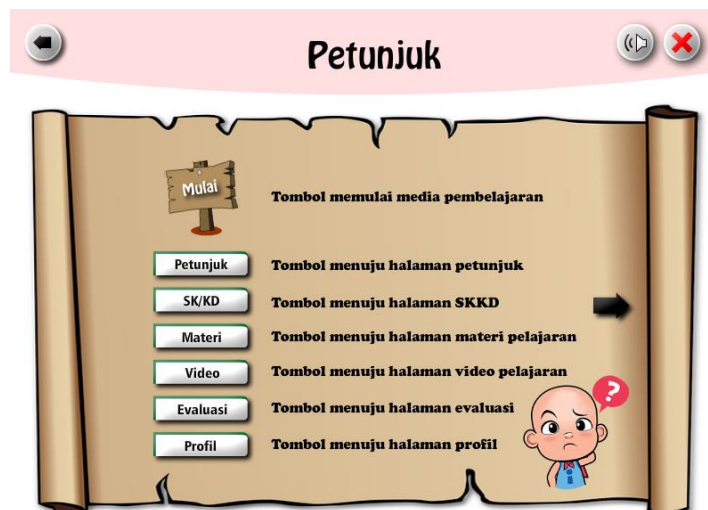 Petunjuk
Mulai
Tombol memulai media pembelajaran
Petunjuk
Tombol menuju halaman petunjuk
SK/KD
Tombol menuju halaman SKKD
Materi
Tombol menuju halaman materi pelajaran
Video
Tombol menuju halaman video pelajaran
Evaluasi
Tombol menuju halaman evaluasi
Profil
Tombol menuju halaman profil
?